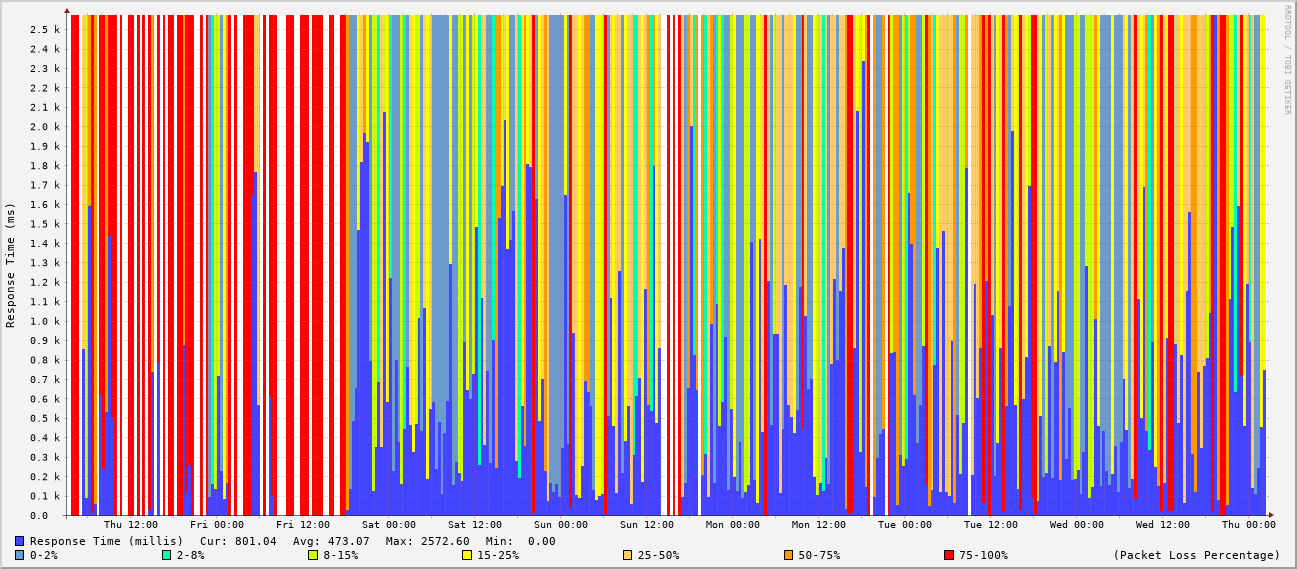 RRDTOOL / TOBI OETIKER
Response Time (ms)
2.5 k
2.4 k
2.3 k
2.2 k
2.1 k
2.0 k
1.9 k
1.8 k
1.7 k
1.6 k
1.5 k
1.4 k
1.3 k
1.2 k
1.1 k
1.0 k
0.9 k
0.8 k
0.7 k
0.6 k
0.5 k
0.4 k
0.3 k
0.2 k
0.1 k
0.0
Thu 12:00 Fri 00:00 Fri 12:00 Sat 00:00 Sat 12:00 Sun 00:00 Sun 12:00 Mon 00:00 Mon 12:00 Tue 00:00 Tue 12:00 Wed 00:00 Wed 12:00 Thu 00:00
Response Time (millis) Cur: 801.04 Avg: 473.07 Max: 2572.60 Min: 0.00
0-2% 2-8% 8-15% 15-25% 25-50% 50-75% 75-100% (Packet Loss Percentage)